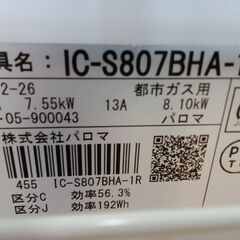 具名: IC-S807BHA-1
2-26 都市ガス用
A 7.55kW 13A 8.10kW
-05-900043 パロマ
株式会社パロマ
455 IC-S807BHA-1R
区分C 効率56.3%
区分J 効率192Wh
PT